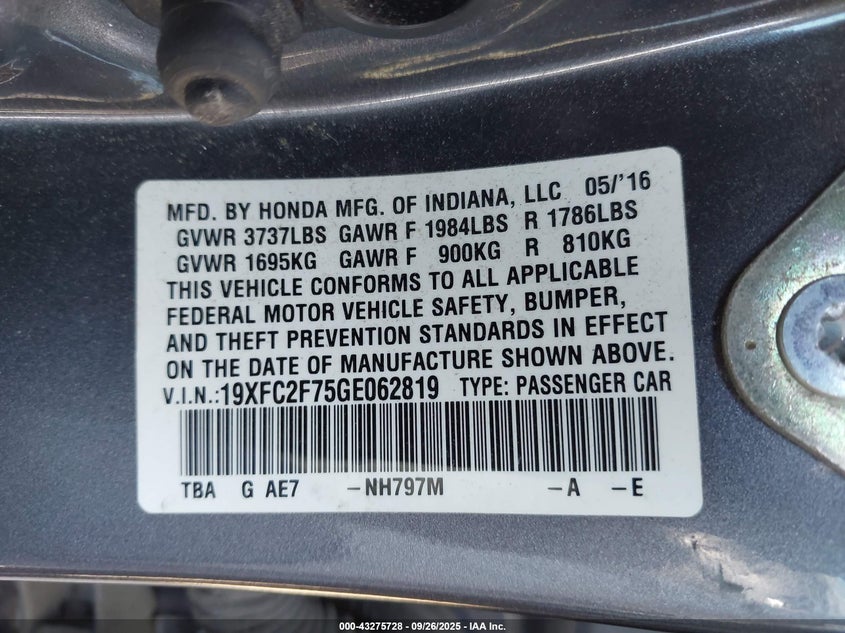 MFD. BY HONDA MFG. OF INDIANA, LLC 05/'16
GVWR 3737LBS GAWR F 1984LBS R 1786LBS
GVWR 1695KG GAWR F 900KG R 810KG
THIS VEHICLE CONFORMS TO ALL APPLICABLE
FEDERAL MOTOR VEHICLE SAFETY, BUMPER,
AND THEFT PREVENTION STANDARDS IN EFFECT
ON THE DATE OF MANUFACTURE SHOWN ABOVE.
V.I.N.:19XFC2F75GE062819 TYPE: PASSENGER CAR
TBA G AE7 -NH797M -A -E
000-43275728 - 09/26/2025 - IAA Inc.